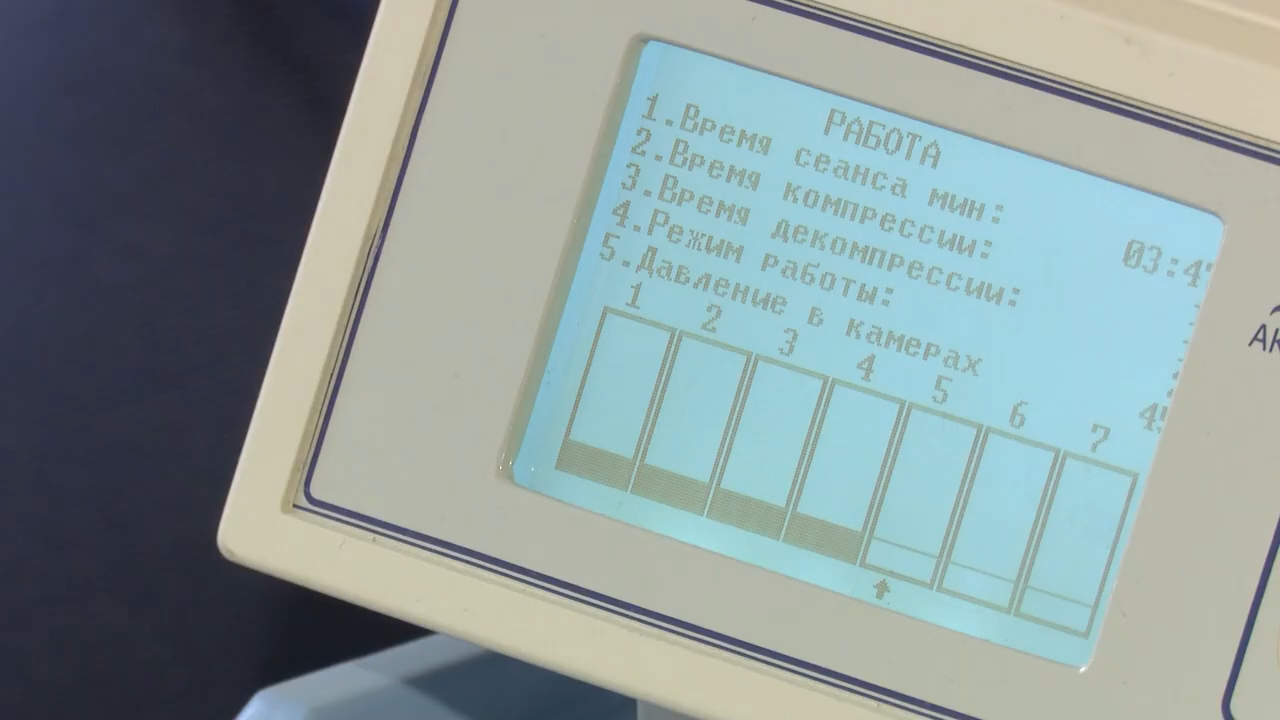 РАБОТА
1.Время сеанса мин: 03:4
2.Время компрессии:
3.Время декомпрессии:
4.Режим работы:
5.Давление в камерах 4
1 2 3 4 5 6 7